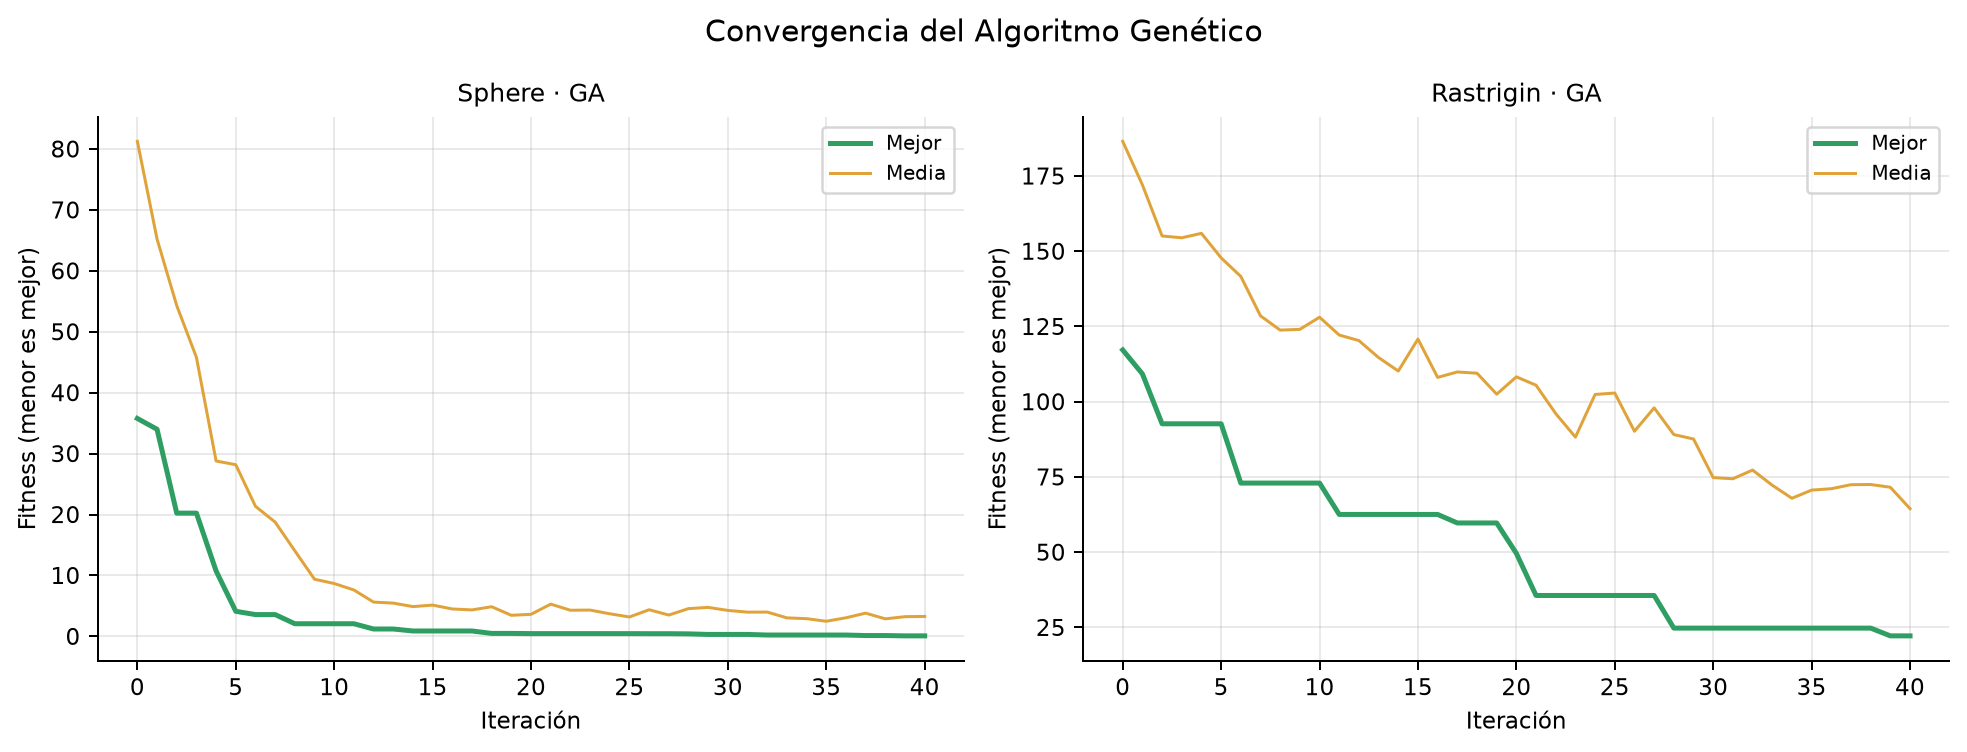 Convergencia del Algoritmo Genético
Sphere · GA
Fitness (menor es mejor)
80
70
60
50
40
30
20
10
0
0 5 10 15 20 25 30 35 40
Iteración
Mejor
Media
Rastrigin · GA
Fitness (menor es mejor)
175
150
125
100
75
50
25
0 5 10 15 20 25 30 35 40
Iteración
Mejor
Media